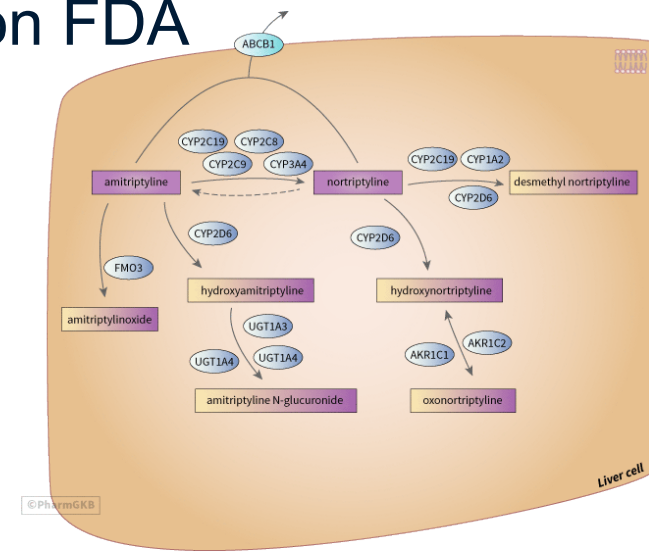 on FDA
ABCB1
CYP2C19 CYP2C8
CYP2C9 CYP3A4
CYP2C19 CYP1A2
amitriptyline
nortriptyline
desmethyl nortriptyline
CYP2D6
CYP2D6
CYP2D6
FMO3
hydroxyamitriptyline
hydroxynortriptyline
amitriptylinoxide
UGT1A3
UGT1A4 UGT1A4
AKR1C2
AKR1C1
amitriptyline N-glucuronide
oxonortriptyline
Liver cell
©PharmGKB